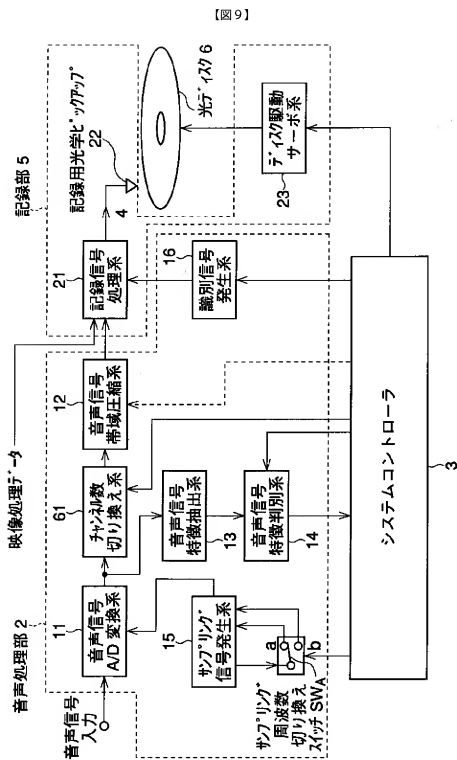 【図9】
音声処理部 2
映像処理データ
記録部 5
音声信号
入力
11
音声信号
A/D 変換系
61
チャンネル数
切り換え系
12
音声信号
帯域圧縮系
21
記録信号
処理系
4
記録用光学ピックアップ
22
光ディスク 6
13
音声信号
特徴抽出系
14
音声信号
特徴判別系
15
サンプリング
信号発生系
16
識別信号
発生系
23
ディスク駆動
サーボ系
a
b
サンプリング
周波数
切り換え
スイッチ SWA
システムコントローラ
3